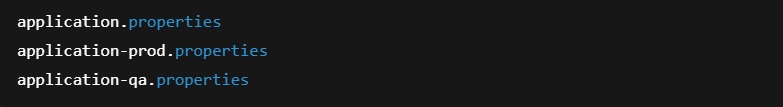 application.properties
application-prod.properties
application-qa.properties